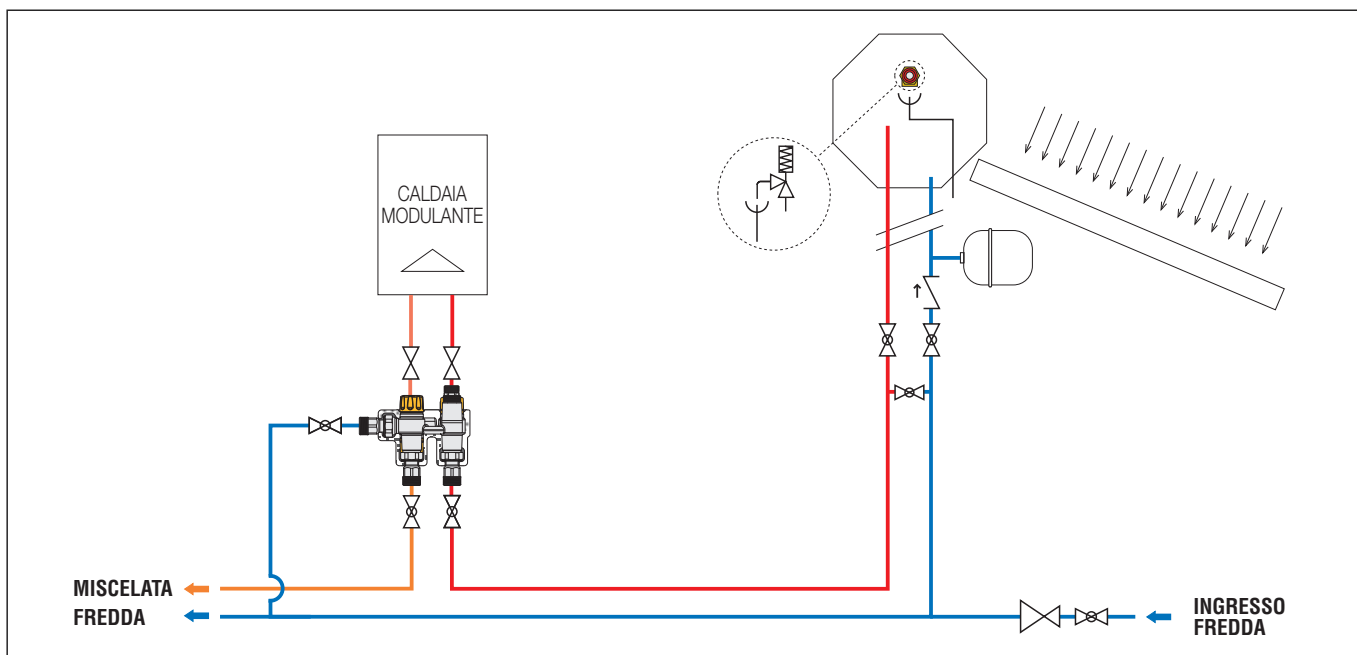 CALDAIA
MODULANTE
MISCELATA
FREDDA
INGRESSO
FREDDA